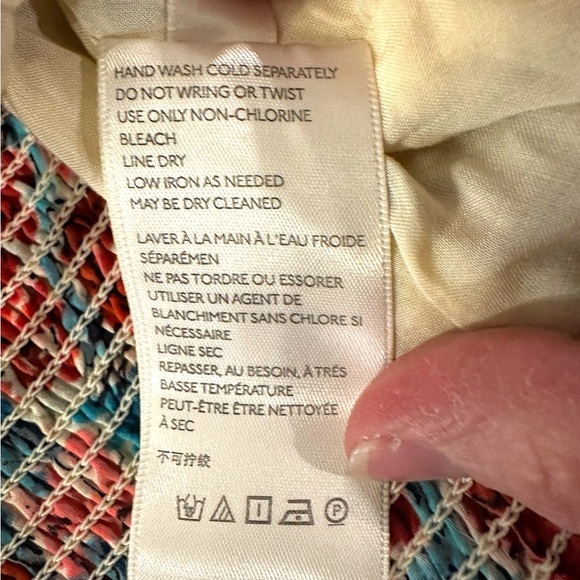 HAND WASH COLD SEPARATELY
DO NOT WRING OR TWIST
USE ONLY NON-CHLORINE
BLEACH
LINE DRY
LOW IRON AS NEEDED
MAY BE DRY CLEANED
LAVER À LA MAIN À L'EAU FROIDE
SÉPARÉMEN
NE PAS TORDRE OU ESSORER
UTILISER UN AGENT DE
BLANCHIMENT SANS CHLORE SI
NÉCESSAIRE
LIGNE SEC
REPASSER, AU BESOIN, À TRÉS
BASSE TEMPÉRATURE
PEUT-ÊTRE ÊTRE NETTOYÉE
À SEC
不可拧绞
P